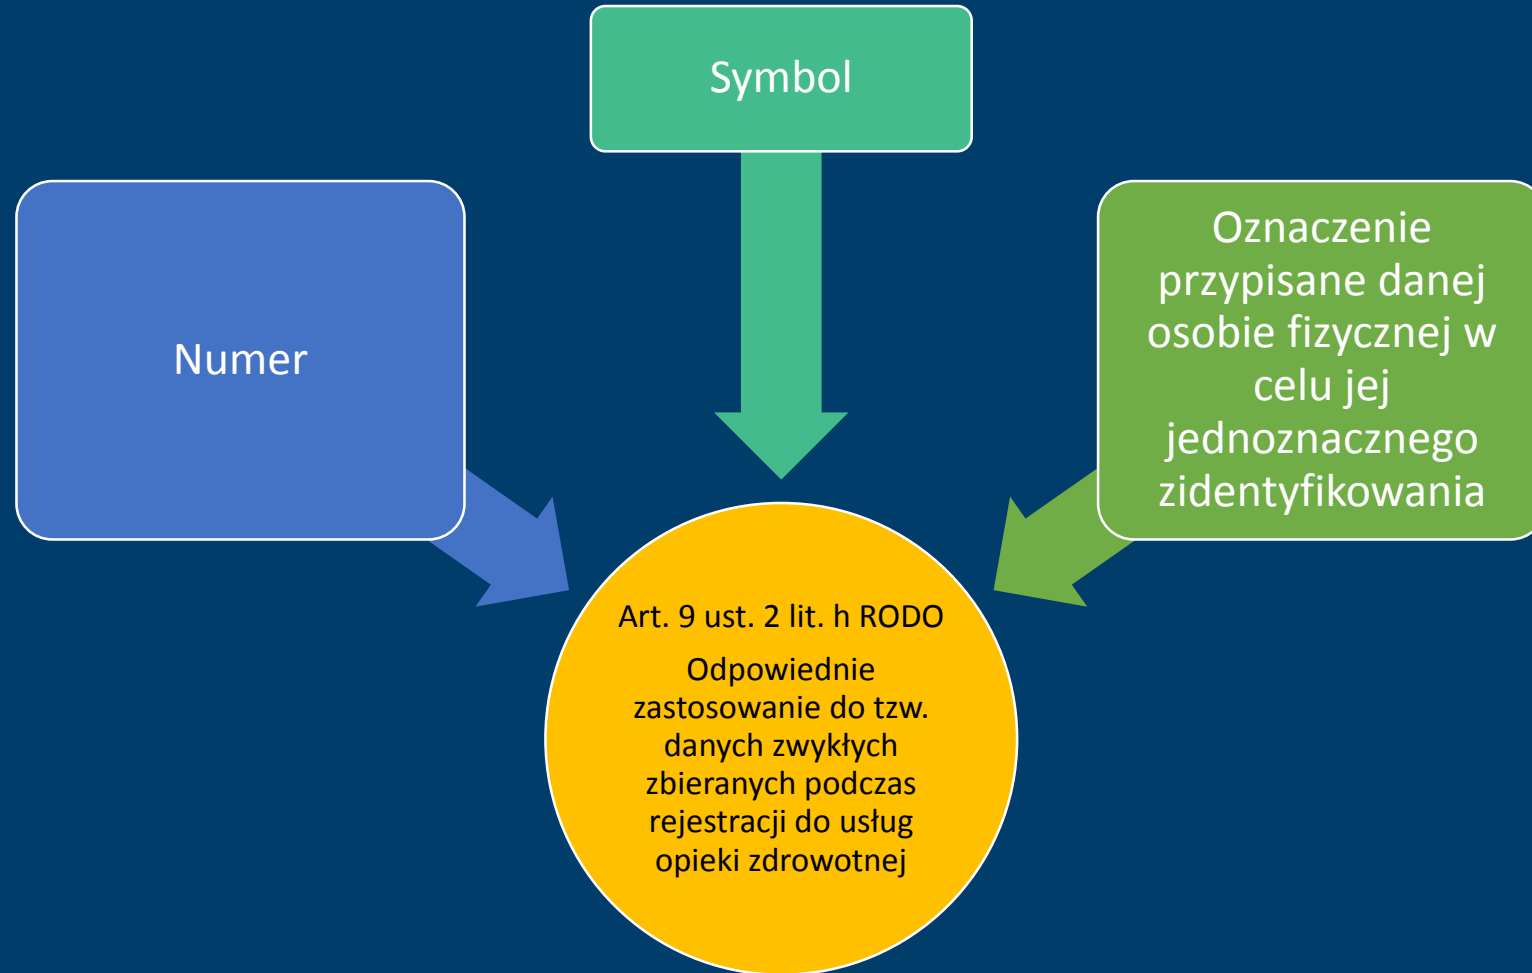 Symbol
Numer
Oznaczenie
przypisane danej
osobie fizycznej w
celu jej
jednoznacznego
zidentyfikowania
Art. 9 ust. 2 lit. h RODO
Odpowiednie
zastosowanie do tzw.
danych zwykłych
zbieranych podczas
rejestracji do usług
opieki zdrowotnej